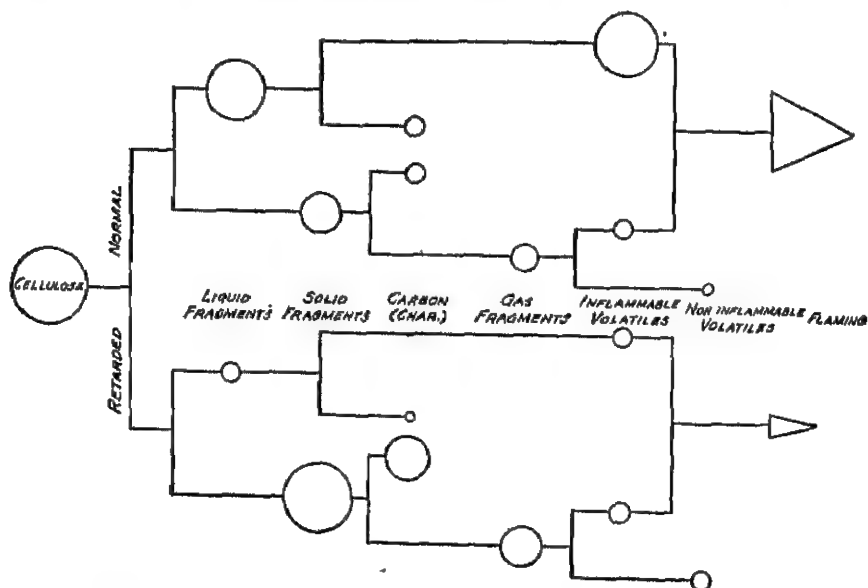 NORMAL
CELLULOSE
LIQUID
FRAGMENTS
SOLID
FRAGMENTS
CARBON
(CHAR.)
GAS
FRAGMENTS
INFLAMMABLE
VOLATILES
NON INFLAMMABLE
VOLATILES
FLAMING
RETARDED